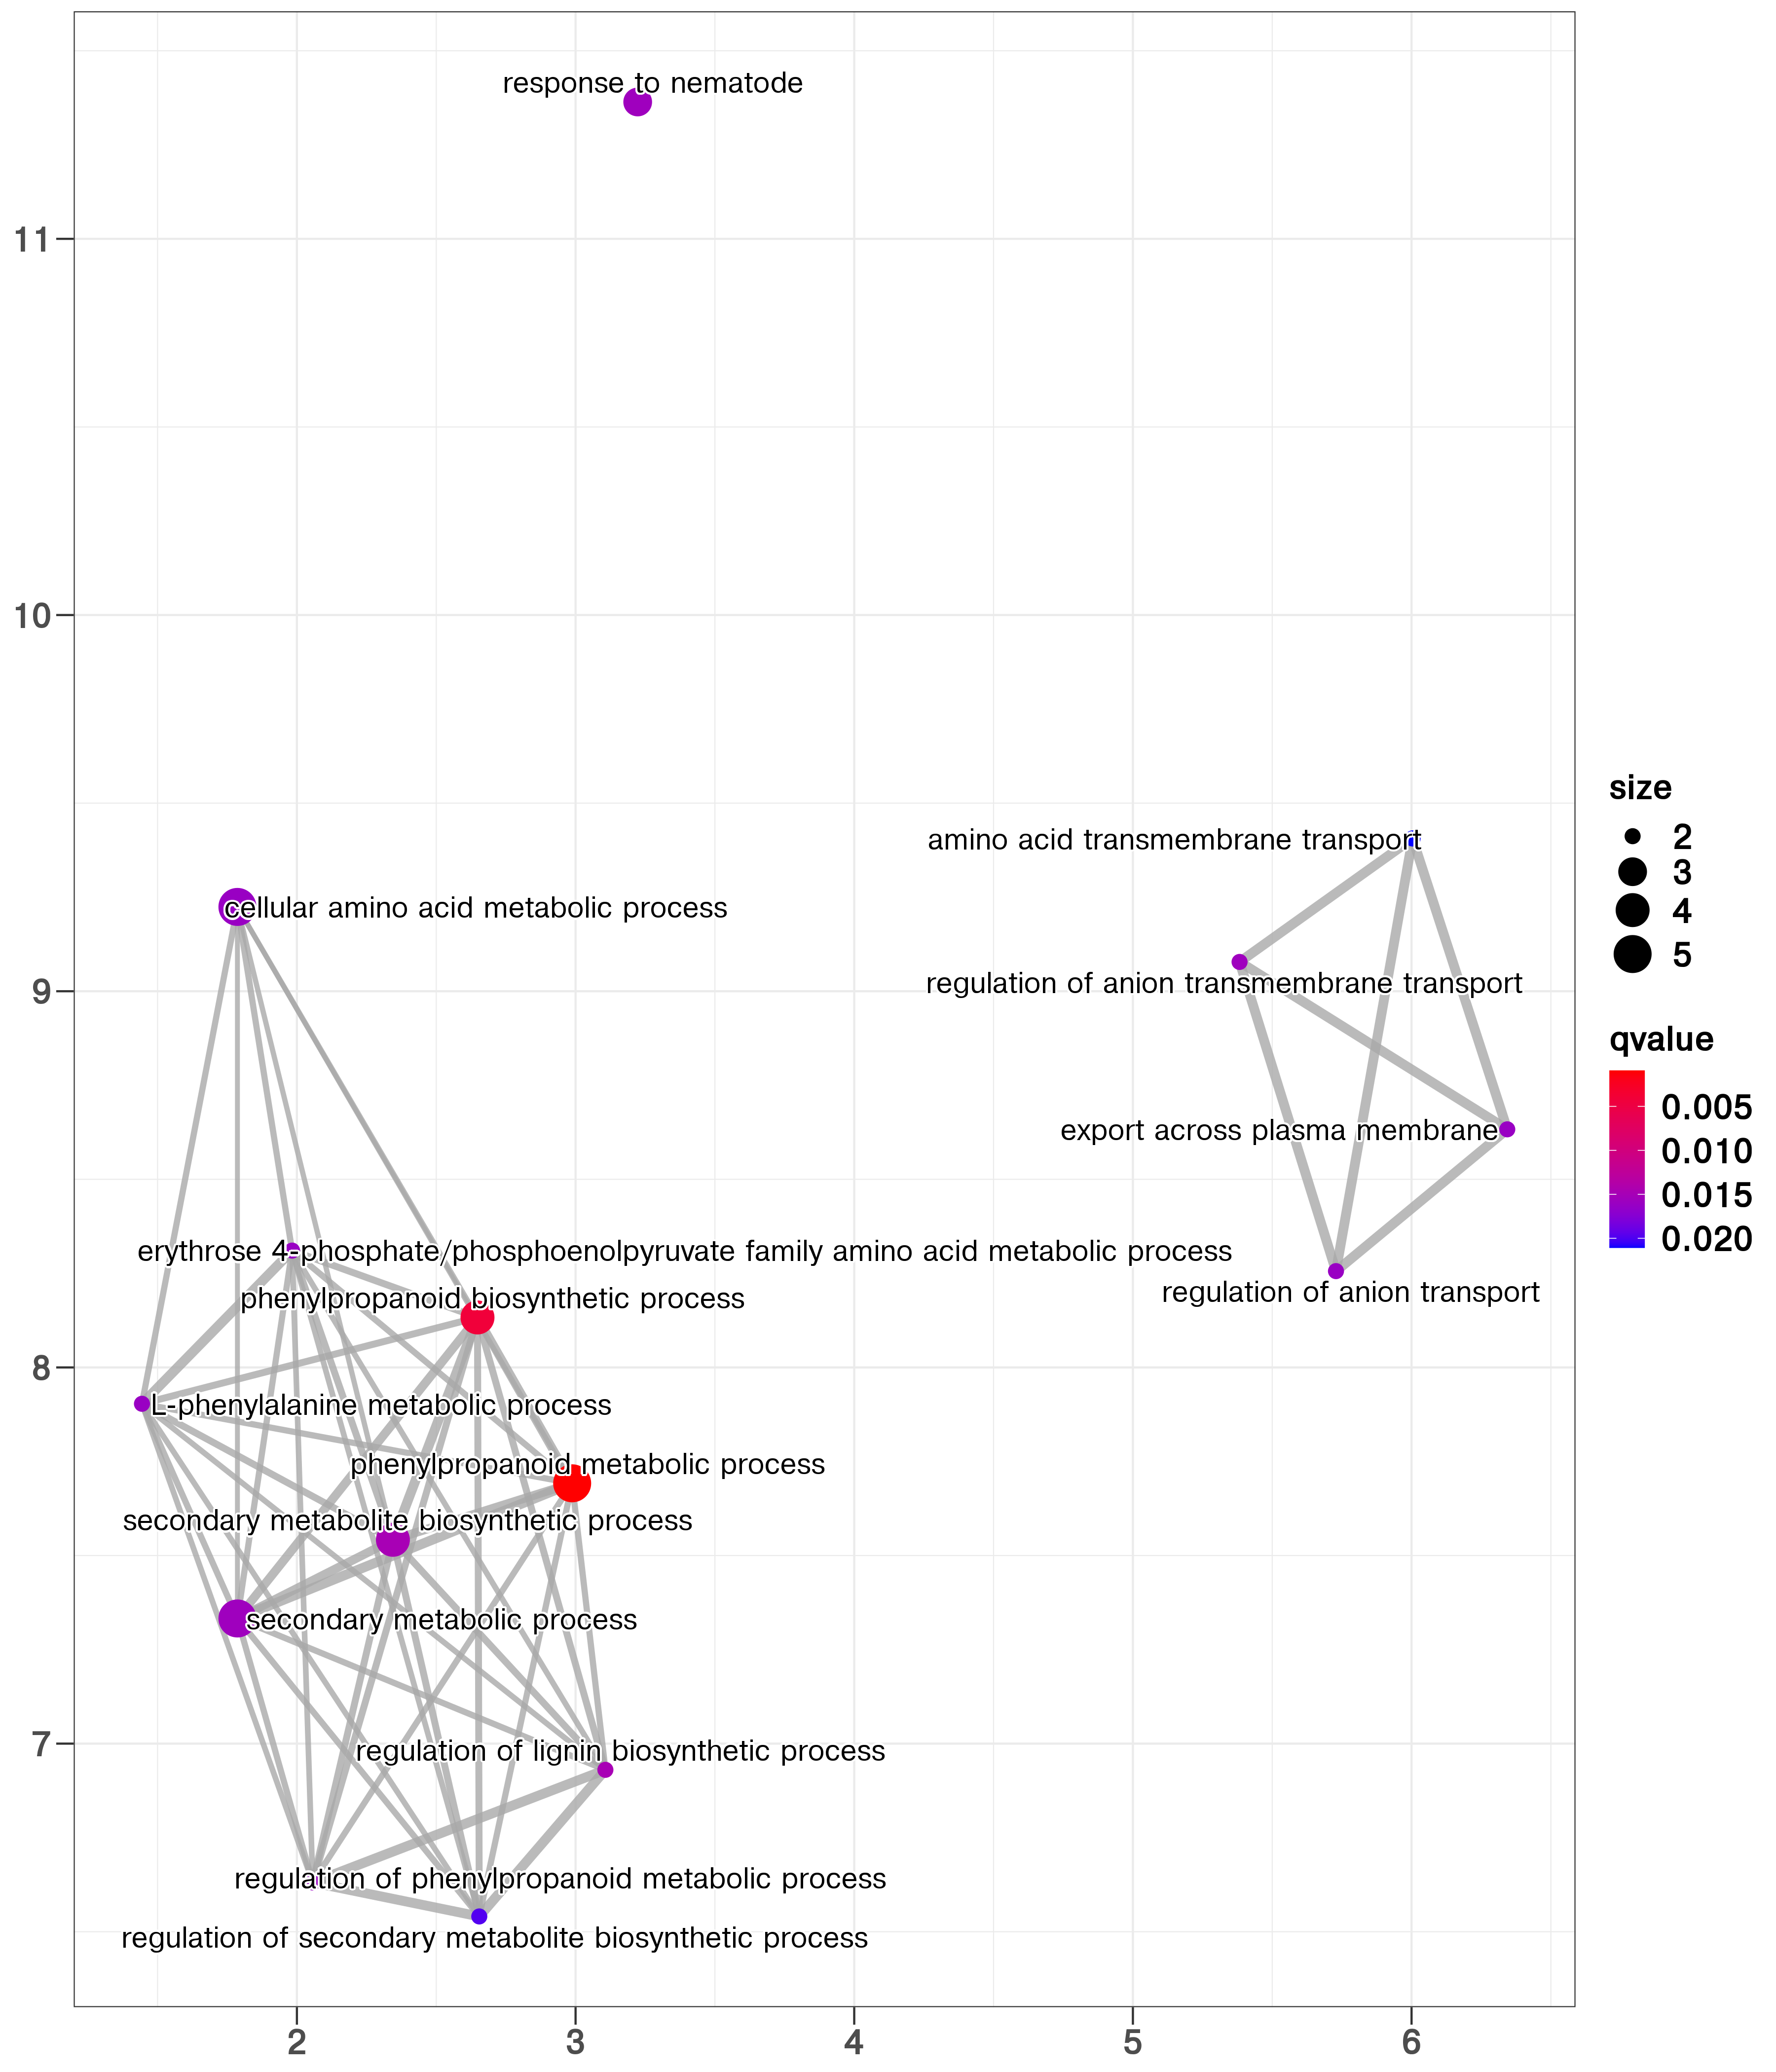 response to nematode
11
10
amino acid transmembrane transport
cellular amino acid metabolic process
9
regulation of anion transmembrane transport
export across plasma membrane
erythrose 4-phosphate/phosphoenolpyruvate family amino acid metabolic process
regulation of anion transport
phenylpropanoid biosynthetic process
8
L-phenylalanine metabolic process
phenylpropanoid metabolic process
secondary metabolite biosynthetic process
secondary metabolic process
7
regulation of lignin biosynthetic process
regulation of phenylpropanoid metabolic process
regulation of secondary metabolite biosynthetic process
2 3 4 5 6
size
2
3
4
5
qvalue
0.005
0.010
0.015
0.020